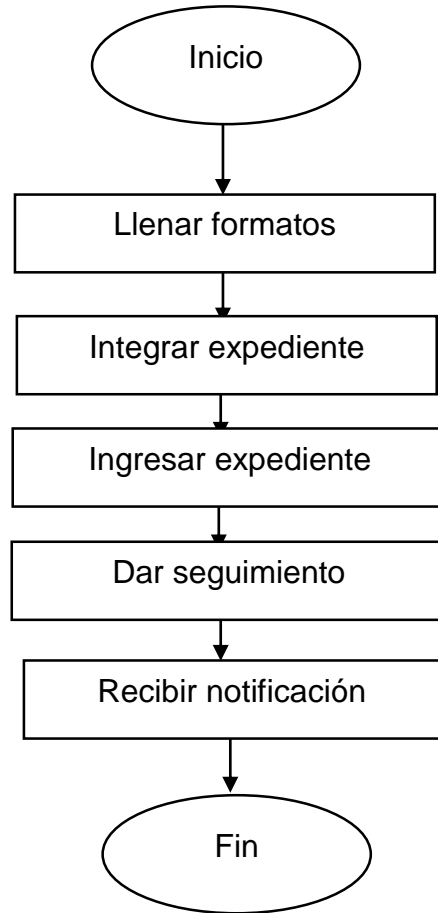 Inicio
Llenar formatos
Integrar expediente
Ingresar expediente
Dar seguimiento
Recibir notificación
Fin